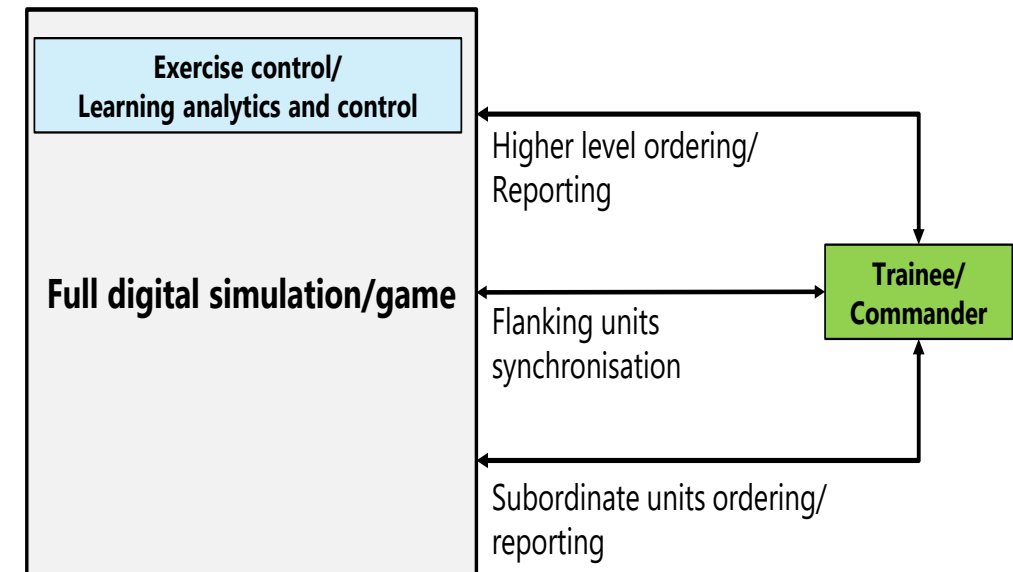 Exercise control/
Learning analytics and control
Higher level ordering/
Reporting
Full digital simulation/game
Trainee/
Commander
Flanking units
synchronisation
Subordinate units ordering/
reporting